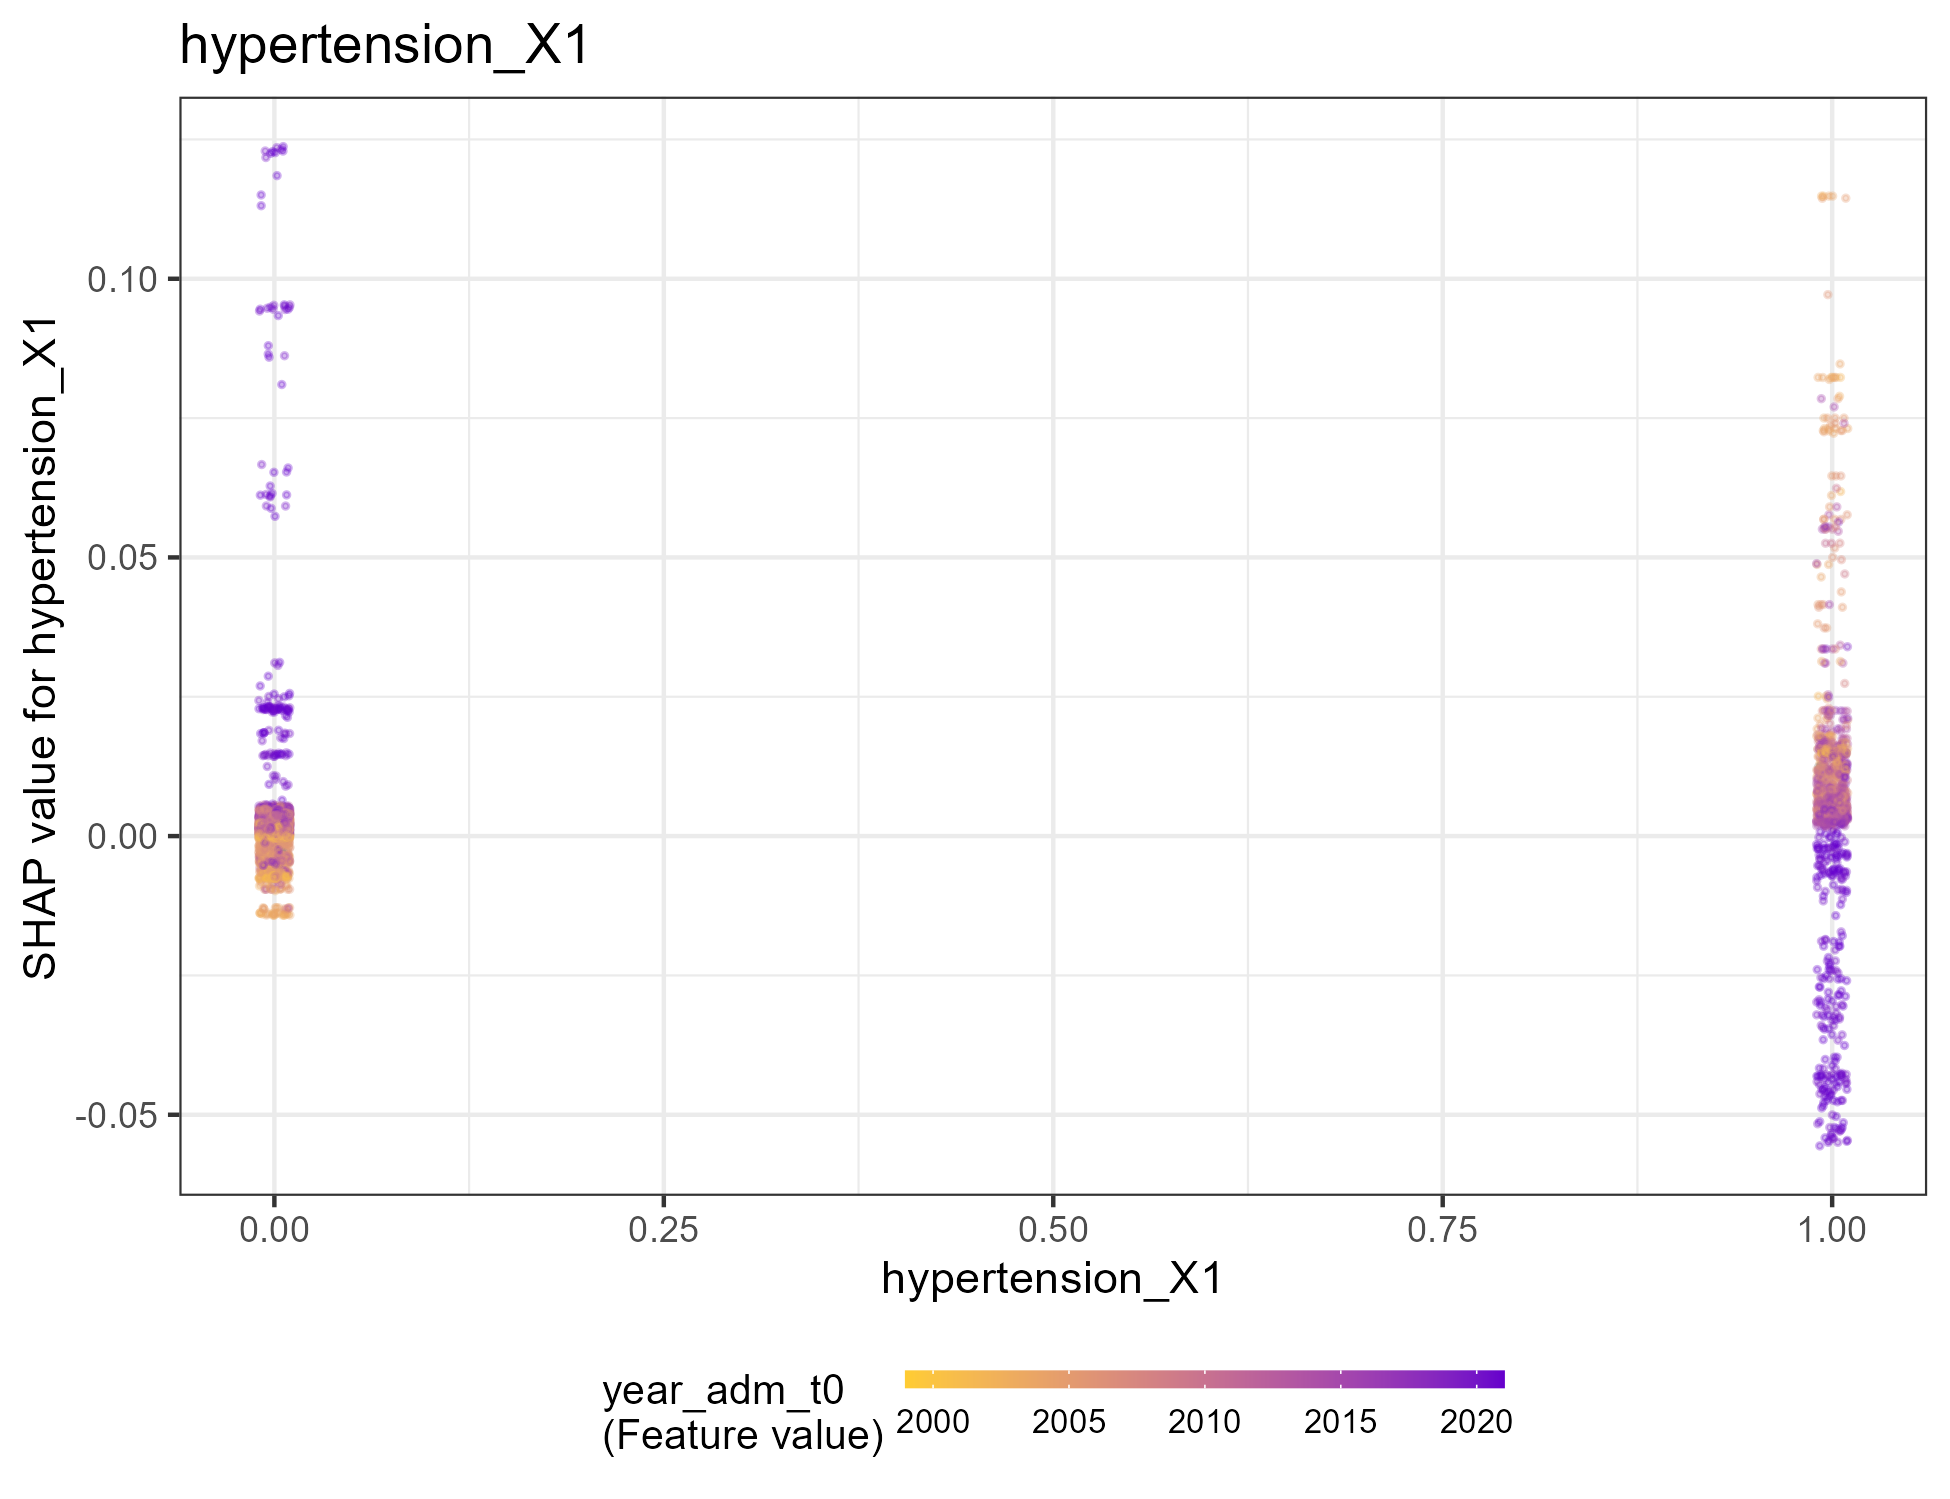 hypertension_X1
SHAP value for hypertension_X1
0.10
0.05
0.00
-0.05
0.00 0.25 0.50 0.75 1.00
hypertension_X1
year_adm_t0
(Feature value)
2000 2005 2010 2015 2020